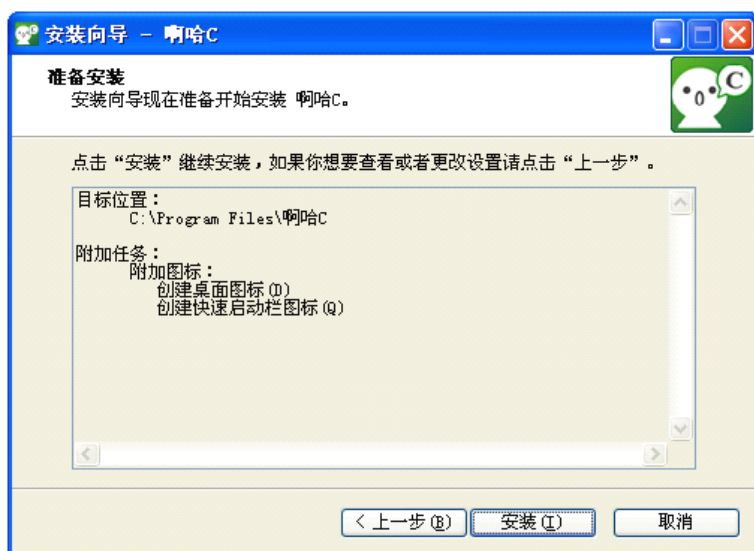 安装向导 - 啊哈C
准备安装
安装向导现在准备开始安装 啊哈C。
C
点击“安装”继续安装，如果你想要查看或者更改设置请点击“上一步”。
目标位置：
C:\Program Files\啊哈C
附加任务：
附加图标：
创建桌面图标(D)
创建快速启动栏图标(Q)
< 上一步(B)
安装(I)
取消